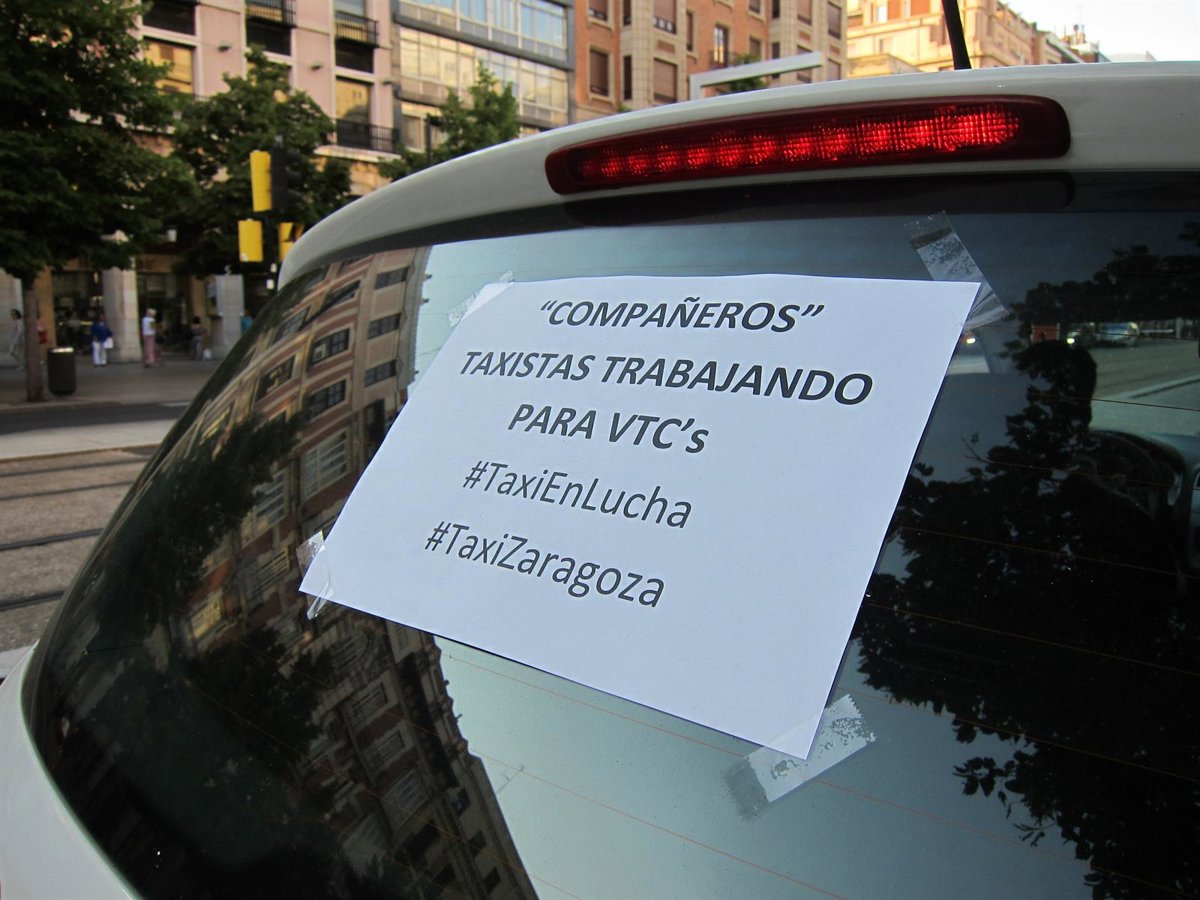 “COMPAÑEROS”
TAXISTAS TRABAJANDO
PARA VTC’s
#TaxiEnLucha
#TaxiZaragoza